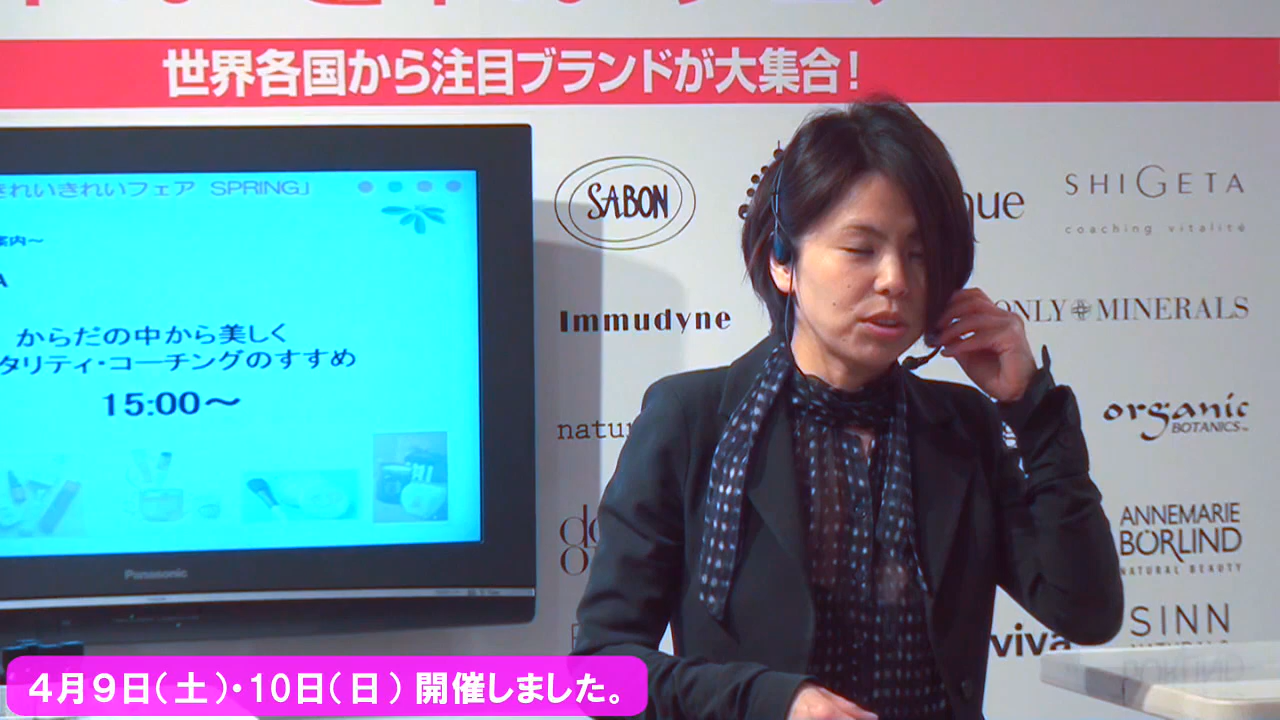 世界各国から注目ブランドが大集合!
きれいきれいフェア SPRING」
案内~
A
からだの中から美しく
タリティ・コーチングのすすめ
15:00~
Panasonic
SABON
SHIGETA
coaching vitalité
Immudyne
ONLY MINERALS
natur
organic
BOTANICS
ANNEMARIE
BÖRLIND
NATURAL BEAUTY
viva
SINN
4月9日(土)・10日(日) 開催しました。